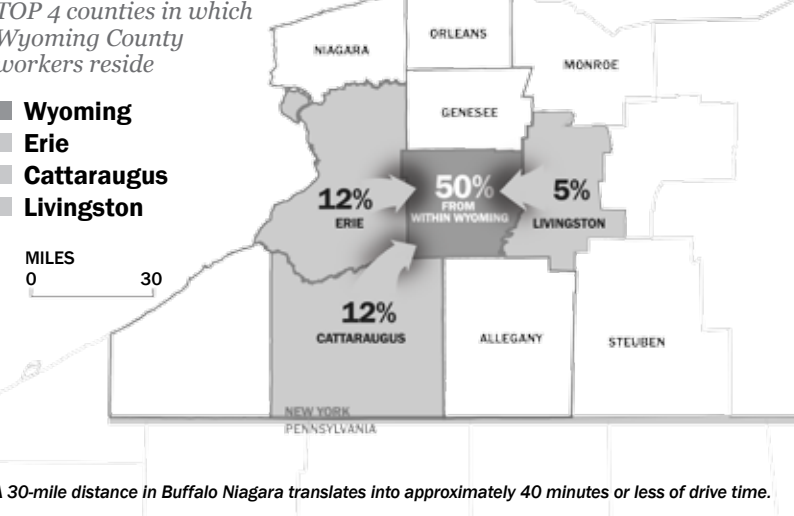 TOP 4 counties in which
Wyoming County
workers reside
Wyoming
Erie
Cattaraugus
Livingston
MILES
0 30
NIAGARA
ORLEANS
MONROE
GENESEE
12%
ERIE
50%
FROM
WITHIN WYOMING
5%
LIVINGSTON
12%
CATTARAUGUS
ALLEGANY
STEUBEN
NEW YORK
PENNSYLVANIA
A 30-mile distance in Buffalo Niagara translates into approximately 40 minutes or less of drive time.